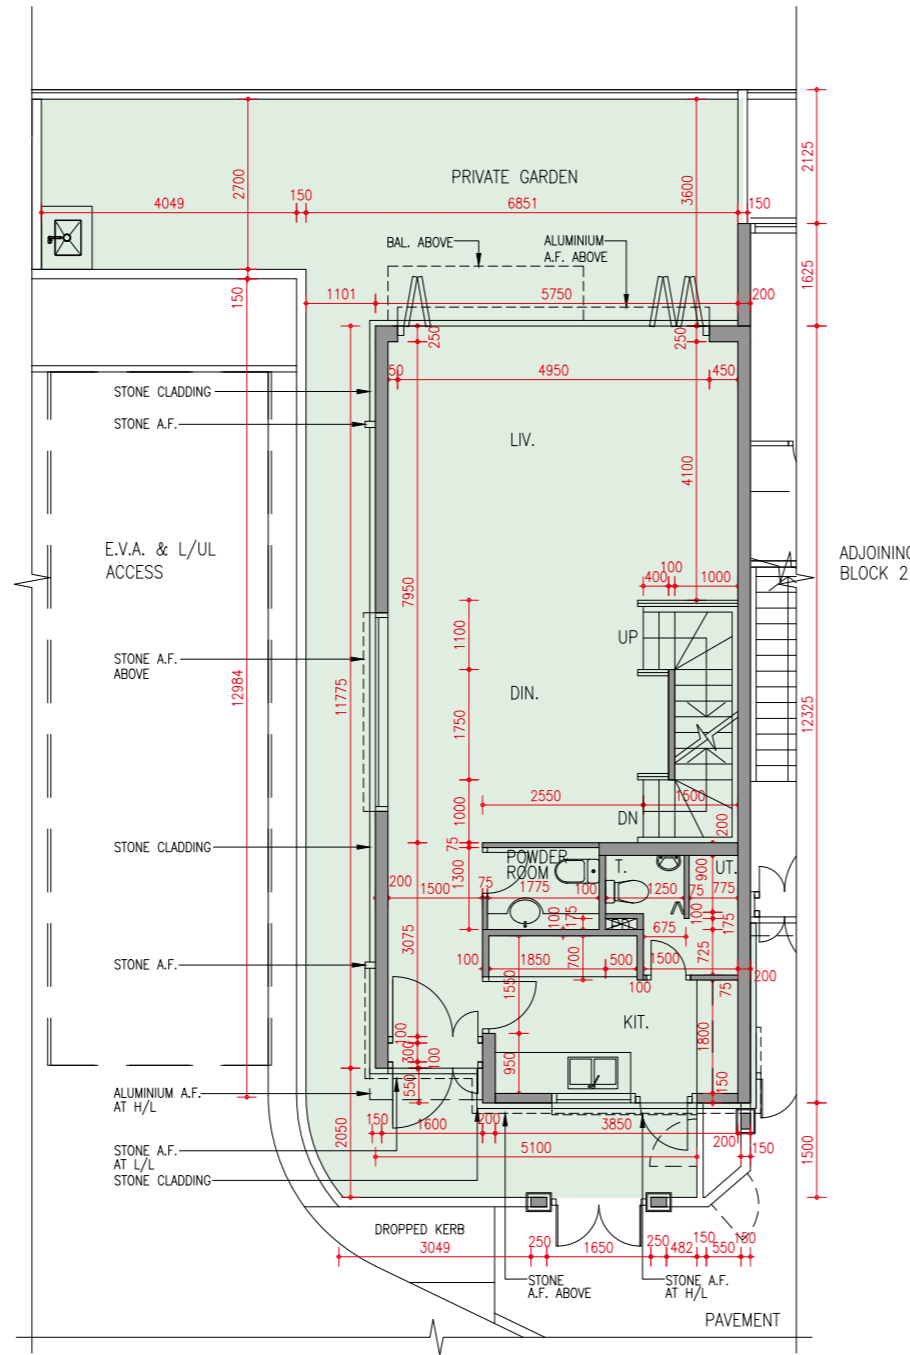 PRIVATE GARDEN
2700
2125
4049
150
6851
3600
150
BAL. ABOVE
ALUMINIUM
A.F. ABOVE
150
1101
5750
200
1625
250
250
50
4950
450
STONE CLADDING
STONE A.F.
LIV.
4100
E.V.A. & L/UL
ACCESS
ADJOINING
BLOCK 2
7950
100
400
1000
1100
UP
STONE A.F.
ABOVE
12984
11775
DIN.
1750
12325
2550
1500
1000
DN
200
STONE CLADDING
75
POWDER
ROOM
T.
UT.
900
1300
200
1500
75
1775
100
1250
75
775
100
175
100
175
P.D.
675
3075
725
STONE A.F.
100
1850
500
700
1500
200
1550
100
75
KIT.
100
300
100
1800
950
550
150
ALUMINIUM A.F.
AT H/L
150
1600
200
3850
2050
200
150
1500
STONE A.F.
AT L/L
5100
STONE CLADDING
DROPPED KERB
3049
250
1650
250
482
150
550
150
STONE
A.F. ABOVE
STONE A.F.
AT H/L
PAVEMENT